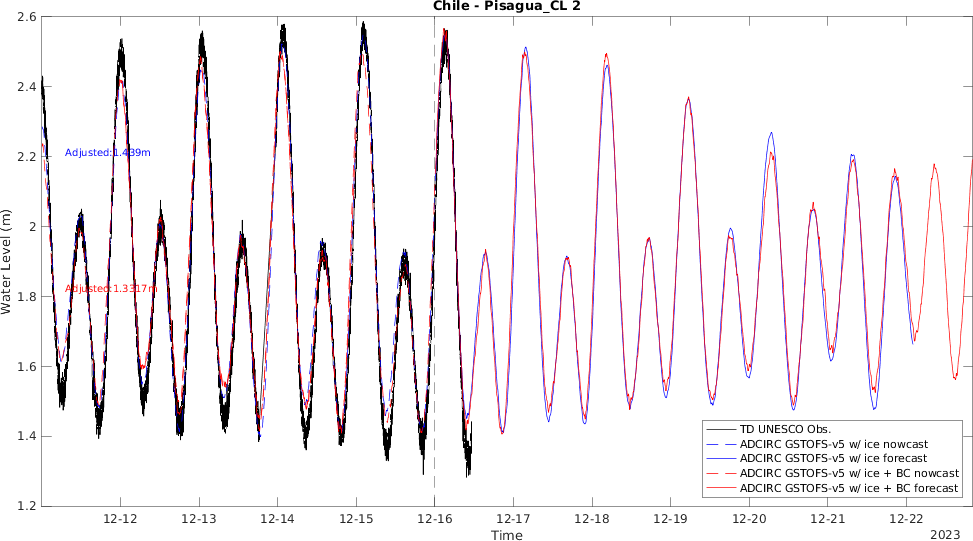 Chile - Pisagua_CL 2
2.6
2.4
2.2
2
1.8
1.6
1.4
1.2
Water Level (m)
Adjusted:1.439m
Adjusted:1.3317m
TD UNESCO Obs.
ADCIRC GSTOFS-v5 w/ ice nowcast
ADCIRC GSTOFS-v5 w/ ice forecast
ADCIRC GSTOFS-v5 w/ ice + BC nowcast
ADCIRC GSTOFS-v5 w/ ice + BC forecast
12-12 12-13 12-14 12-15 12-16 12-17 12-18 12-19 12-20 12-21 12-22
Time
2023